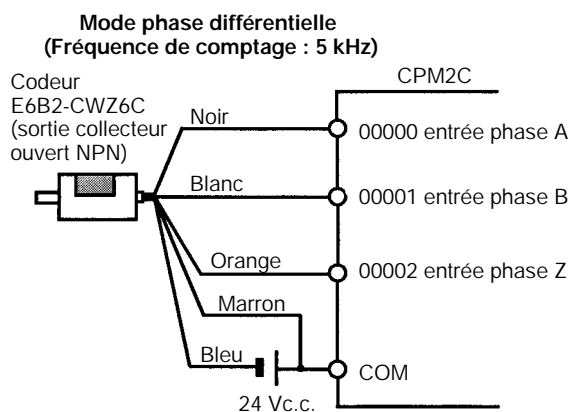 Mode phase différentielle
(Fréquence de comptage : 5 kHz)
Codeur
E6B2-CWZ6C
(sortie collecteur
ouvert NPN)
CPM2C
Noir
00000 entrée phase A
Blanc
00001 entrée phase B
Orange
00002 entrée phase Z
Marron
Bleu
COM
24 Vc.c.